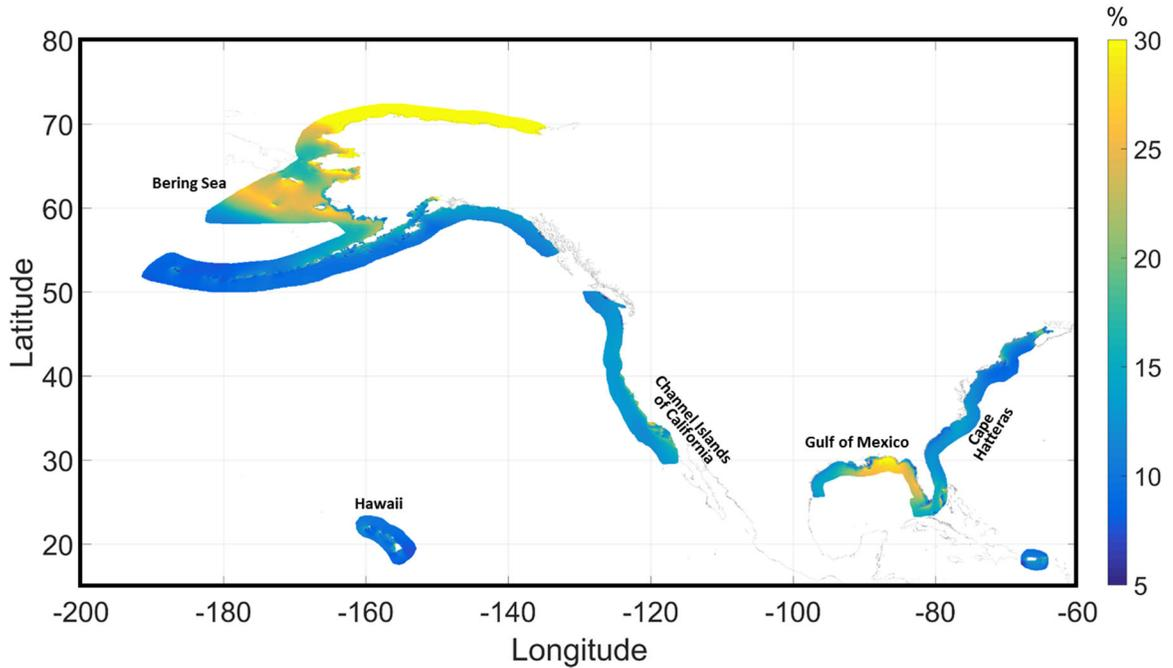 %
80
70
60
50
40
30
20
Latitude
-200
-180
-160
-140
-120
-100
-80
-60
Longitude
Bering Sea
Channel Islands
of California
Gulf of Mexico
Cape
Hatteras
Hawaii
30
25
20
15
10
5